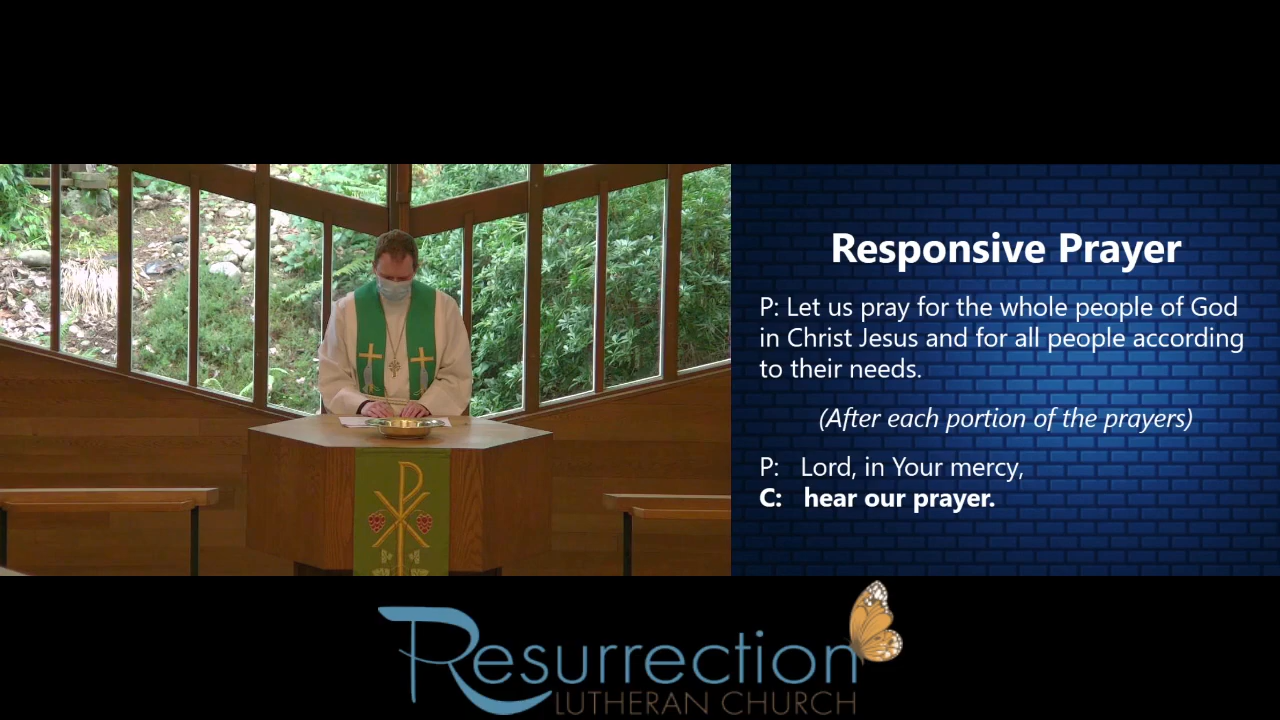 Responsive Prayer
P: Let us pray for the whole people of God
in Christ Jesus and for all people according
to their needs.
(After each portion of the prayers)
P: Lord, in Your mercy,
C: hear our prayer.
Resurrection
LUTHERAN CHURCH